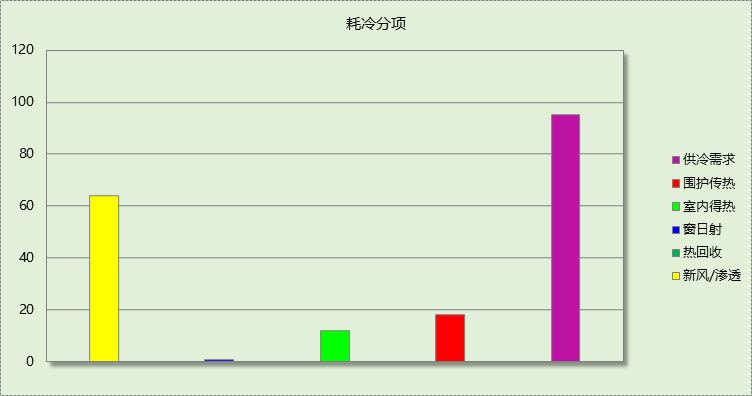 耗冷分项
120
100
80
60
40
20
0
供冷需求
围护传热
室内得热
窗日射
热回收
新风/渗透